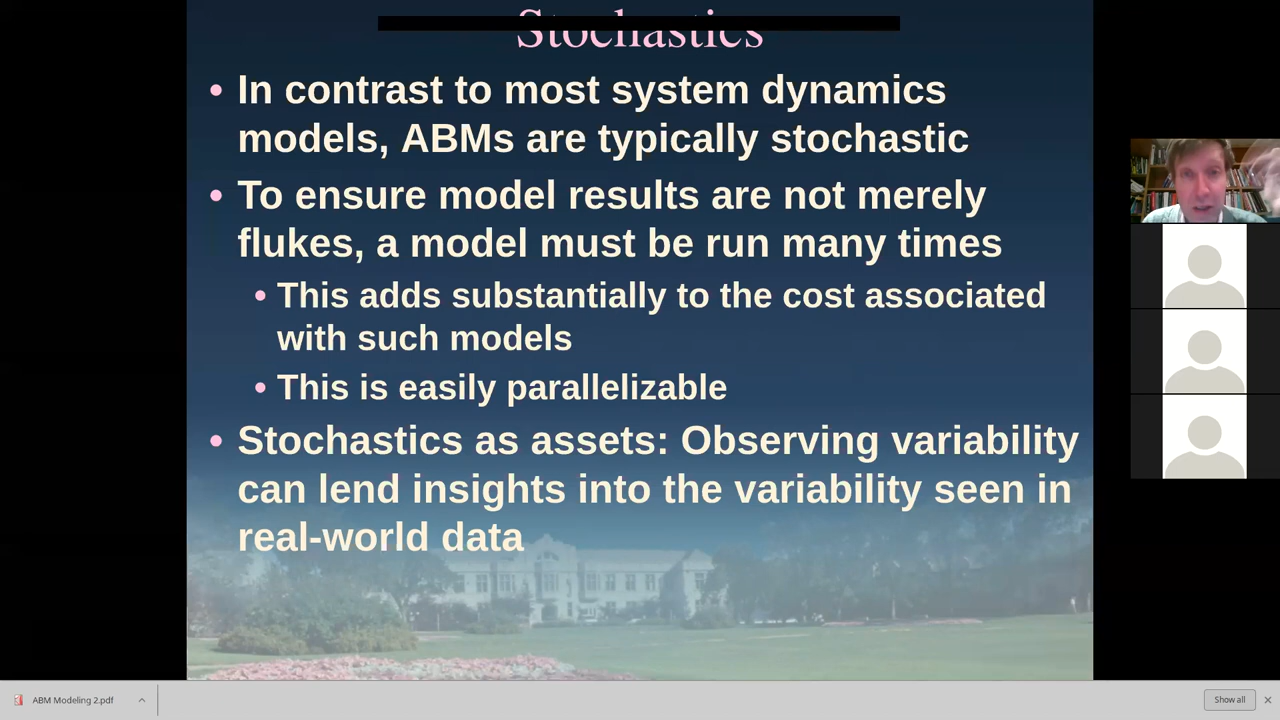 Stochastics
• In contrast to most system dynamics
models, ABMs are typically stochastic
• To ensure model results are not merely
flukes, a model must be run many times
• This adds substantially to the cost associated
with such models
• This is easily parallelizable
• Stochastics as assets: Observing variability
can lend insights into the variability seen in
real-world data
ABM Modeling 2.pdf
Show all